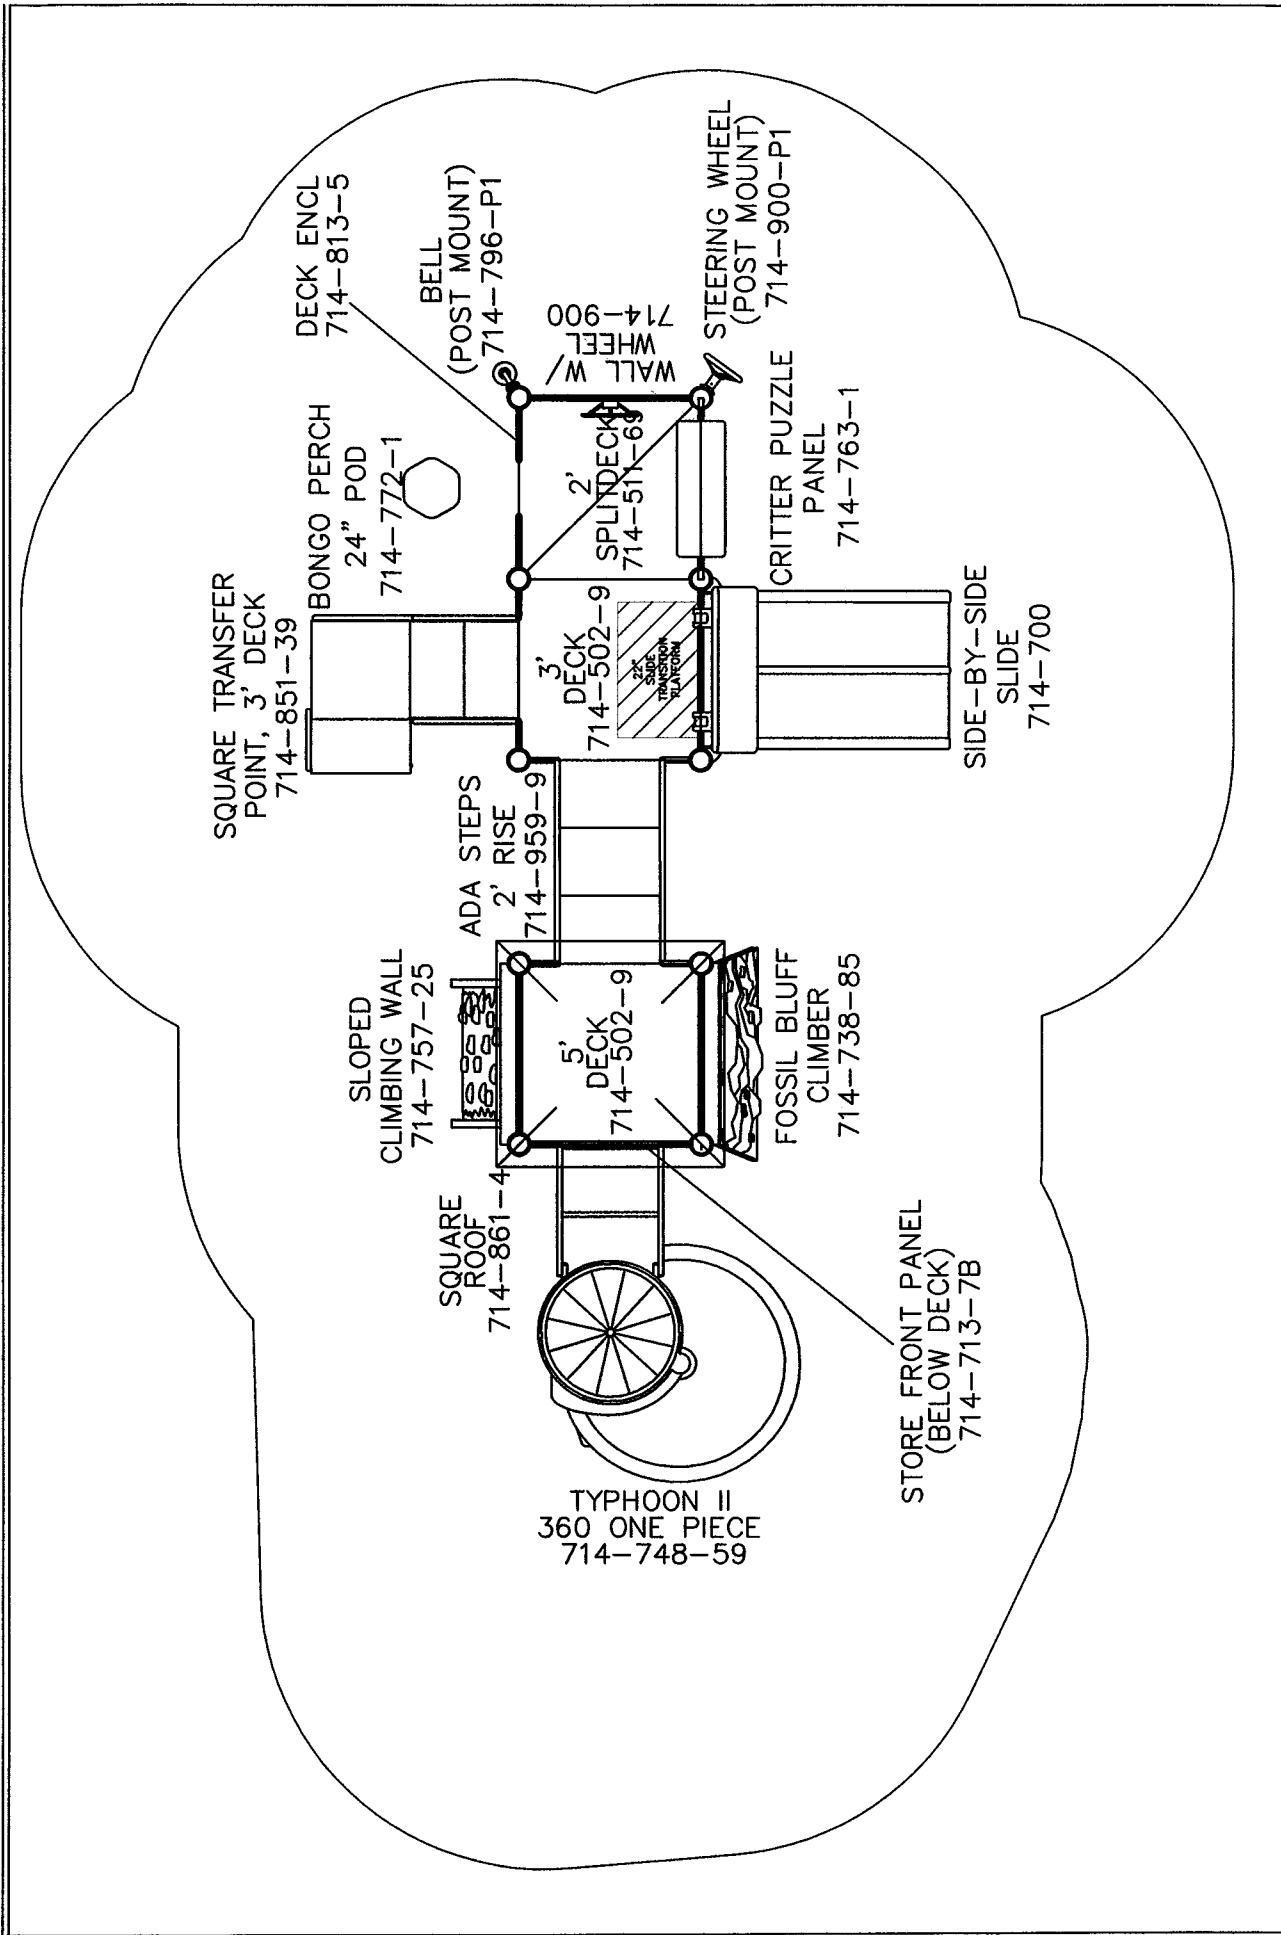 SQUARE TRANSFER
POINT, 3' DECK
714-851-39
BONGO PERCH
24" POD
714-772-1
DECK ENCL
714-813-5
BELL
(POST MOUNT)
714-796-P1
WALL W/
WHEEL
714-900
STEERING WHEEL
(POST MOUNT)
714-900-P1
2'
SPLITDECK
714-511-69
CRITTER PUZZLE
PANEL
714-763-1
3'
DECK
714-502-9
22"
SLIDE
TRANSITION
PLATFORM
SIDE-BY-SIDE
SLIDE
714-700
ADA STEPS
2' RISE
714-959-9
SLOPED
CLIMBING WALL
714-757-25
5'
DECK
714-502-9
FOSSIL BLUFF
CLIMBER
714-738-85
SQUARE
ROOF
714-861-4
STORE FRONT PANEL
(BELOW DECK)
714-713-7B
TYPHOON II
360 ONE PIECE
714-748-59